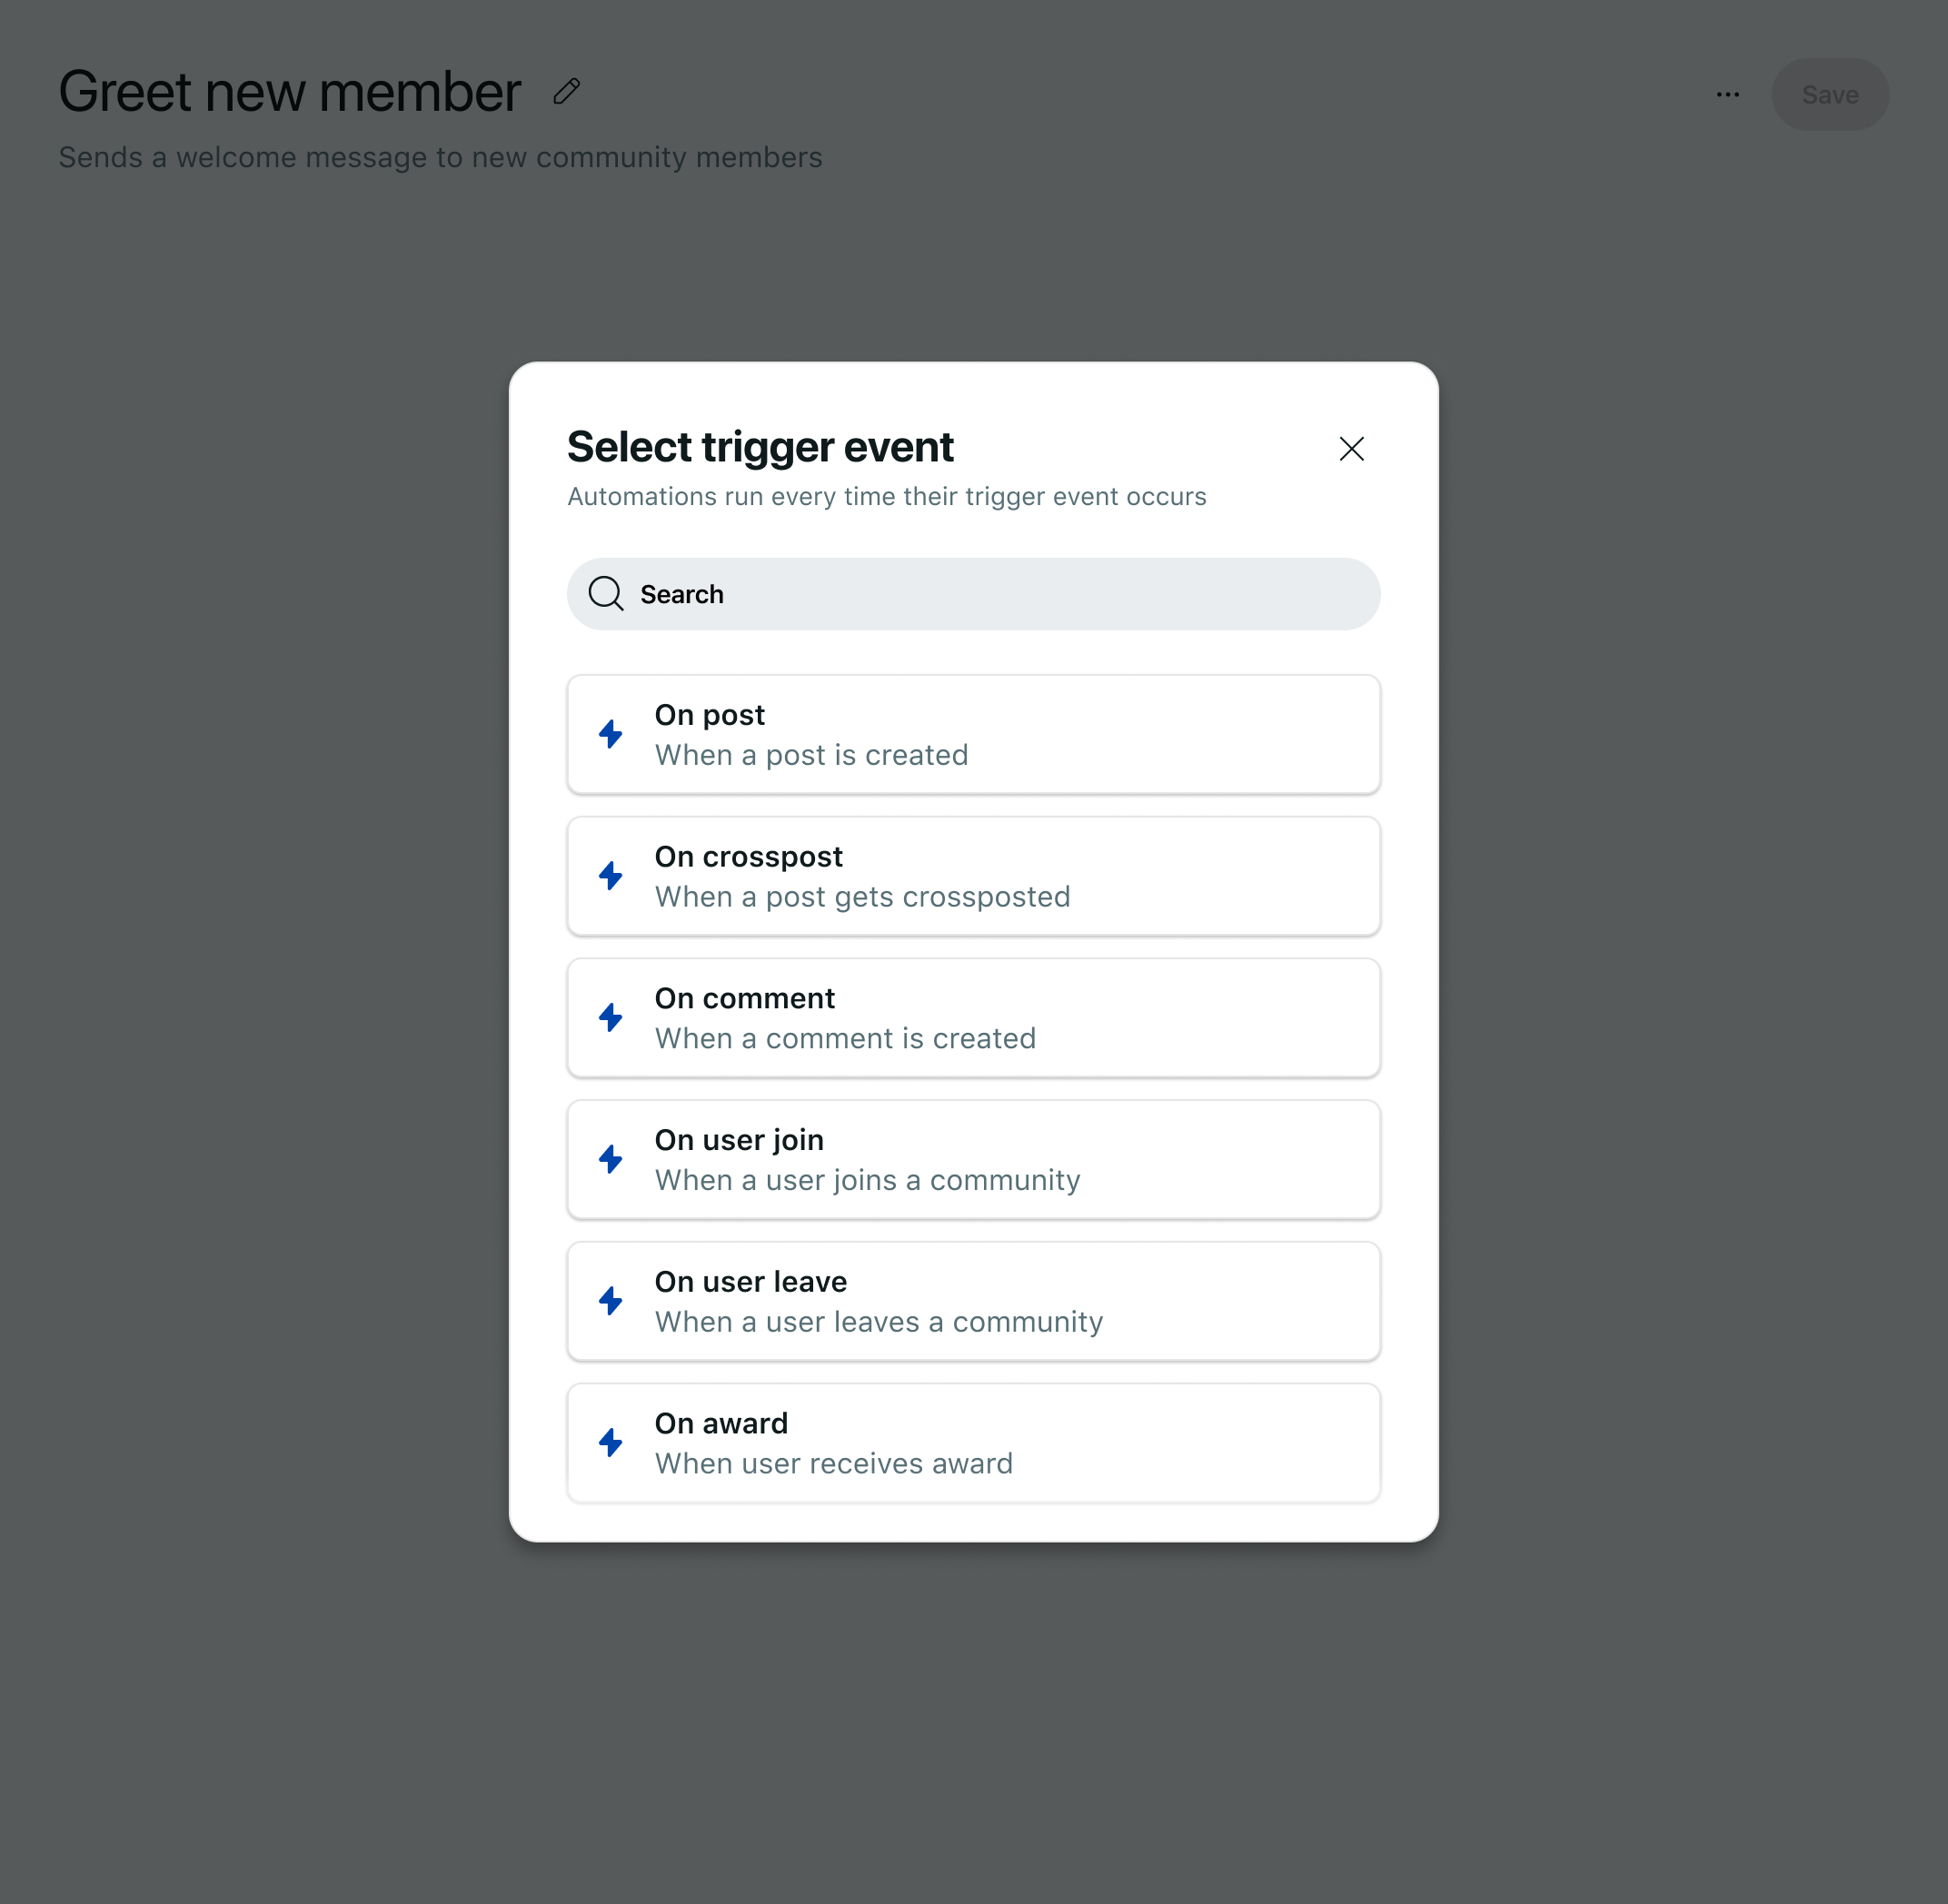 Greet new member
Save
Sends a welcome message to new community members
Select trigger event
Automations run every time their trigger event occurs
Search
On post
When a post is created
On crosspost
When a post gets crossposted
On comment
When a comment is created
On user join
When a user joins a community
On user leave
When a user leaves a community
On award
When user receives award